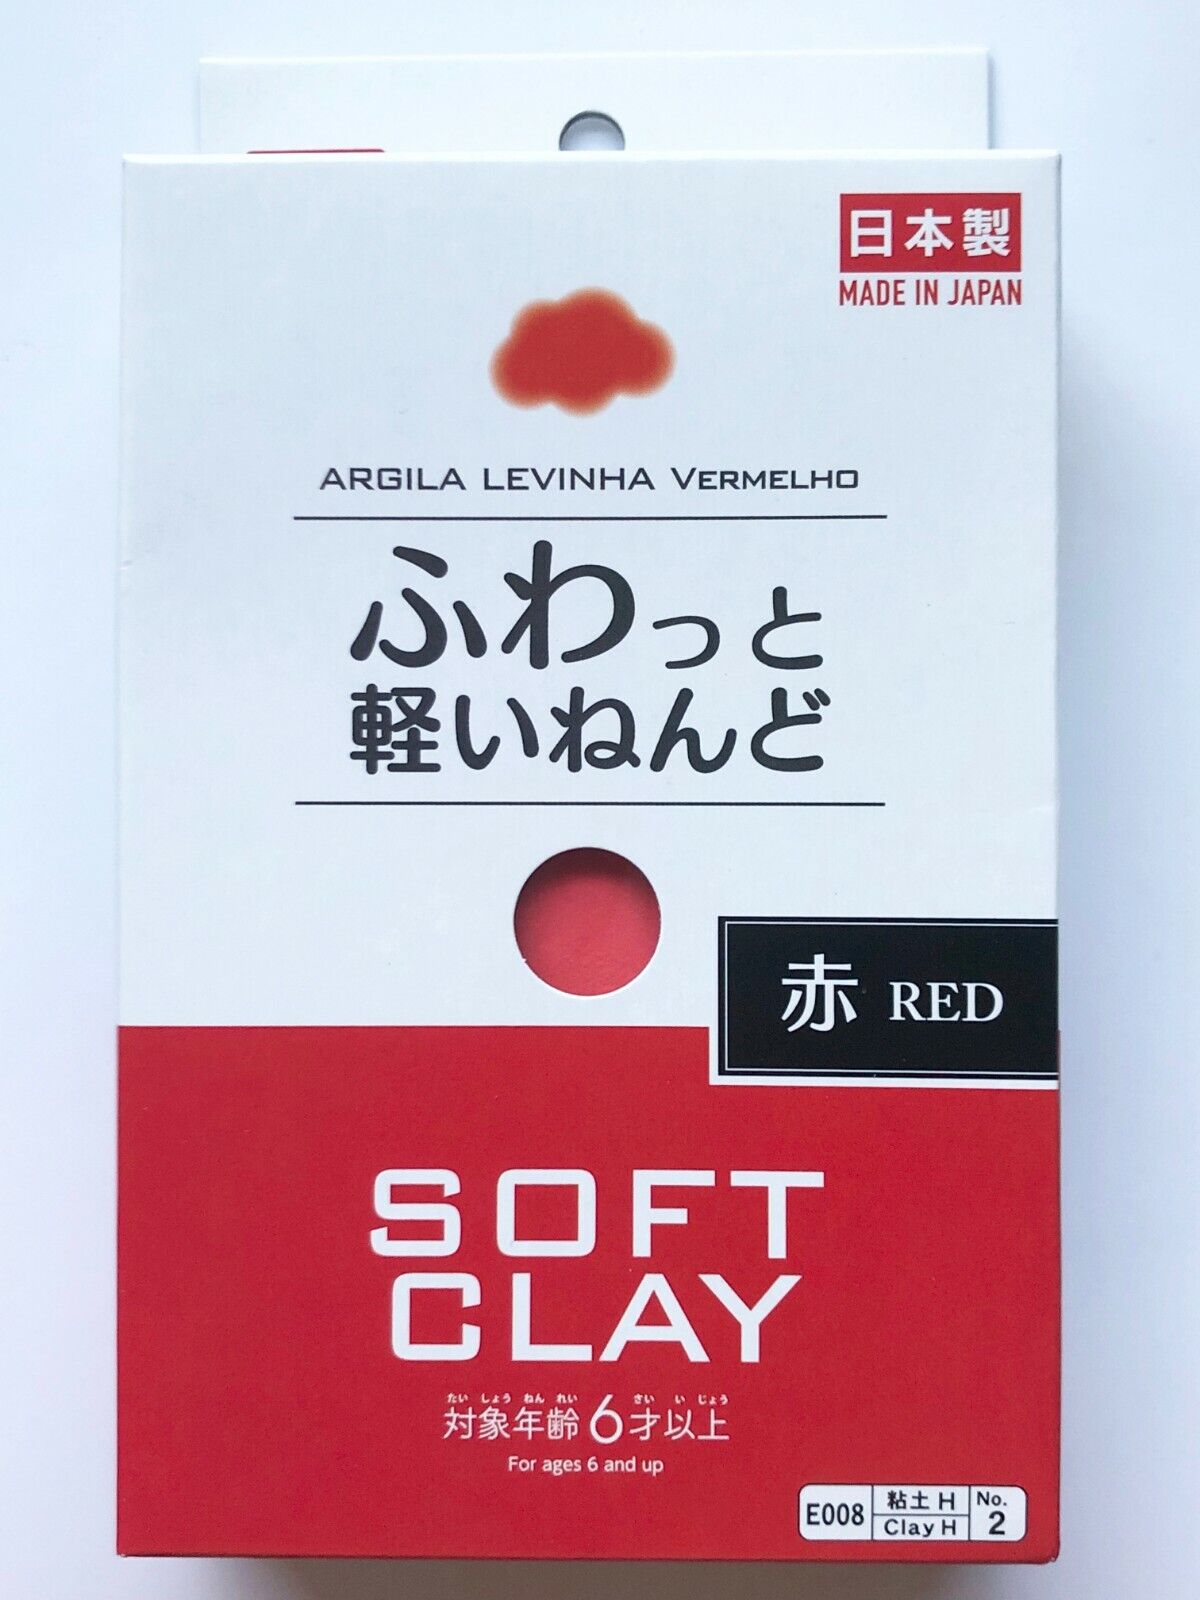 日本製
MADE IN JAPAN
ARGILA LEVINHA VERMELHO
ふわっと
軽いねんど
赤 RED
SOFT
CLAY
たい しょう ねん れい さい い じょう
対象年齢6才以上
For ages 6 and up
E008 粘土 H No.
Clay H 2